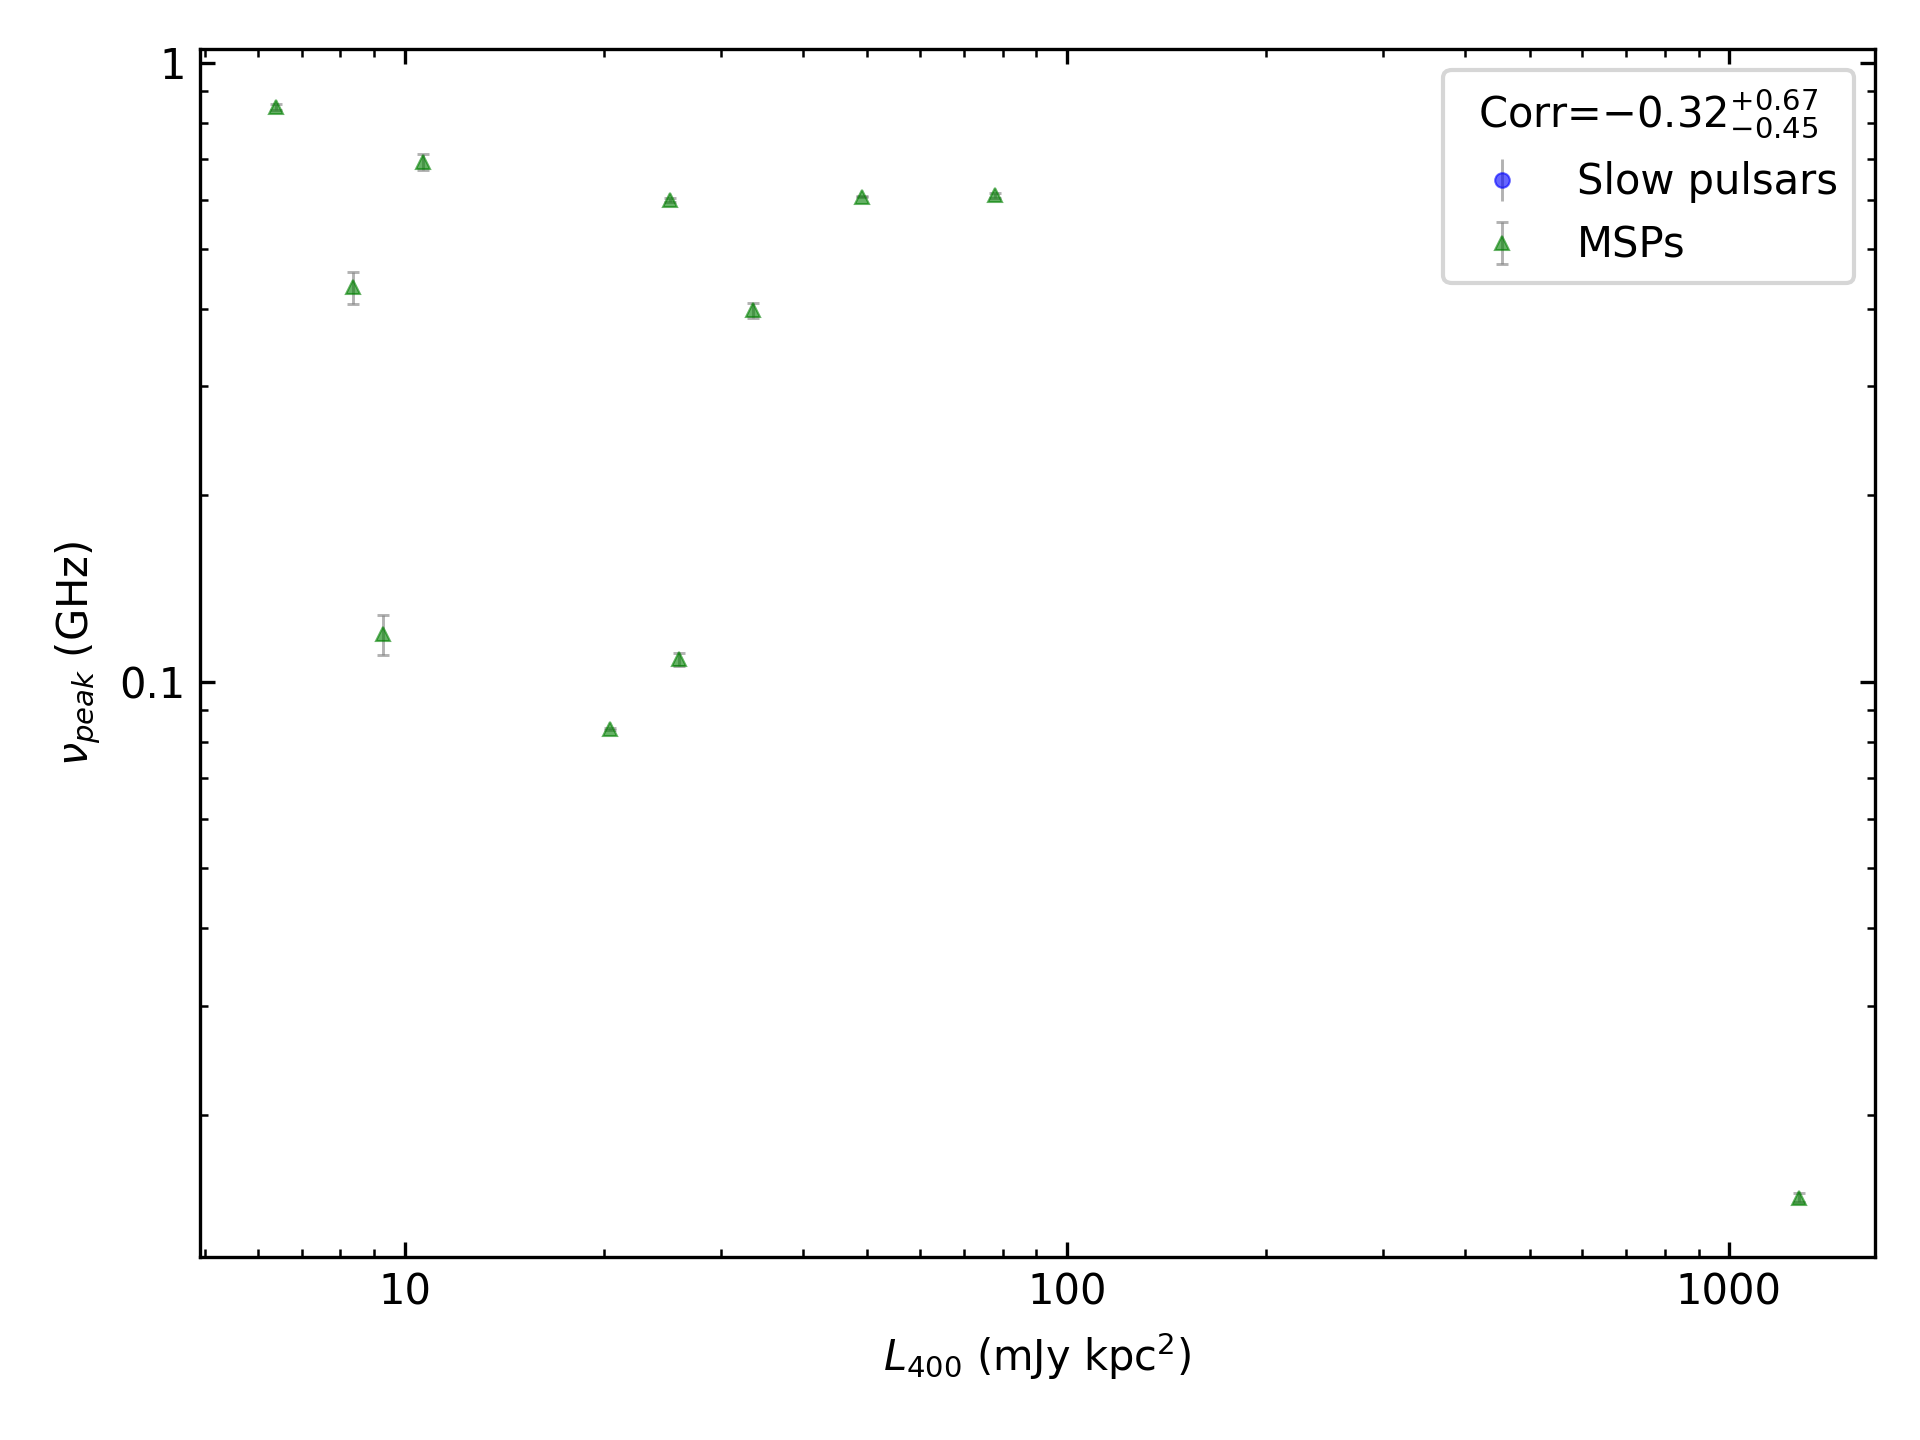 1
Corr=−0.32+0.67
−0.45
Slow pulsars
MSPs
0.1
νpeak (GHz)
10 100 1000
L400 (mJy kpc²)